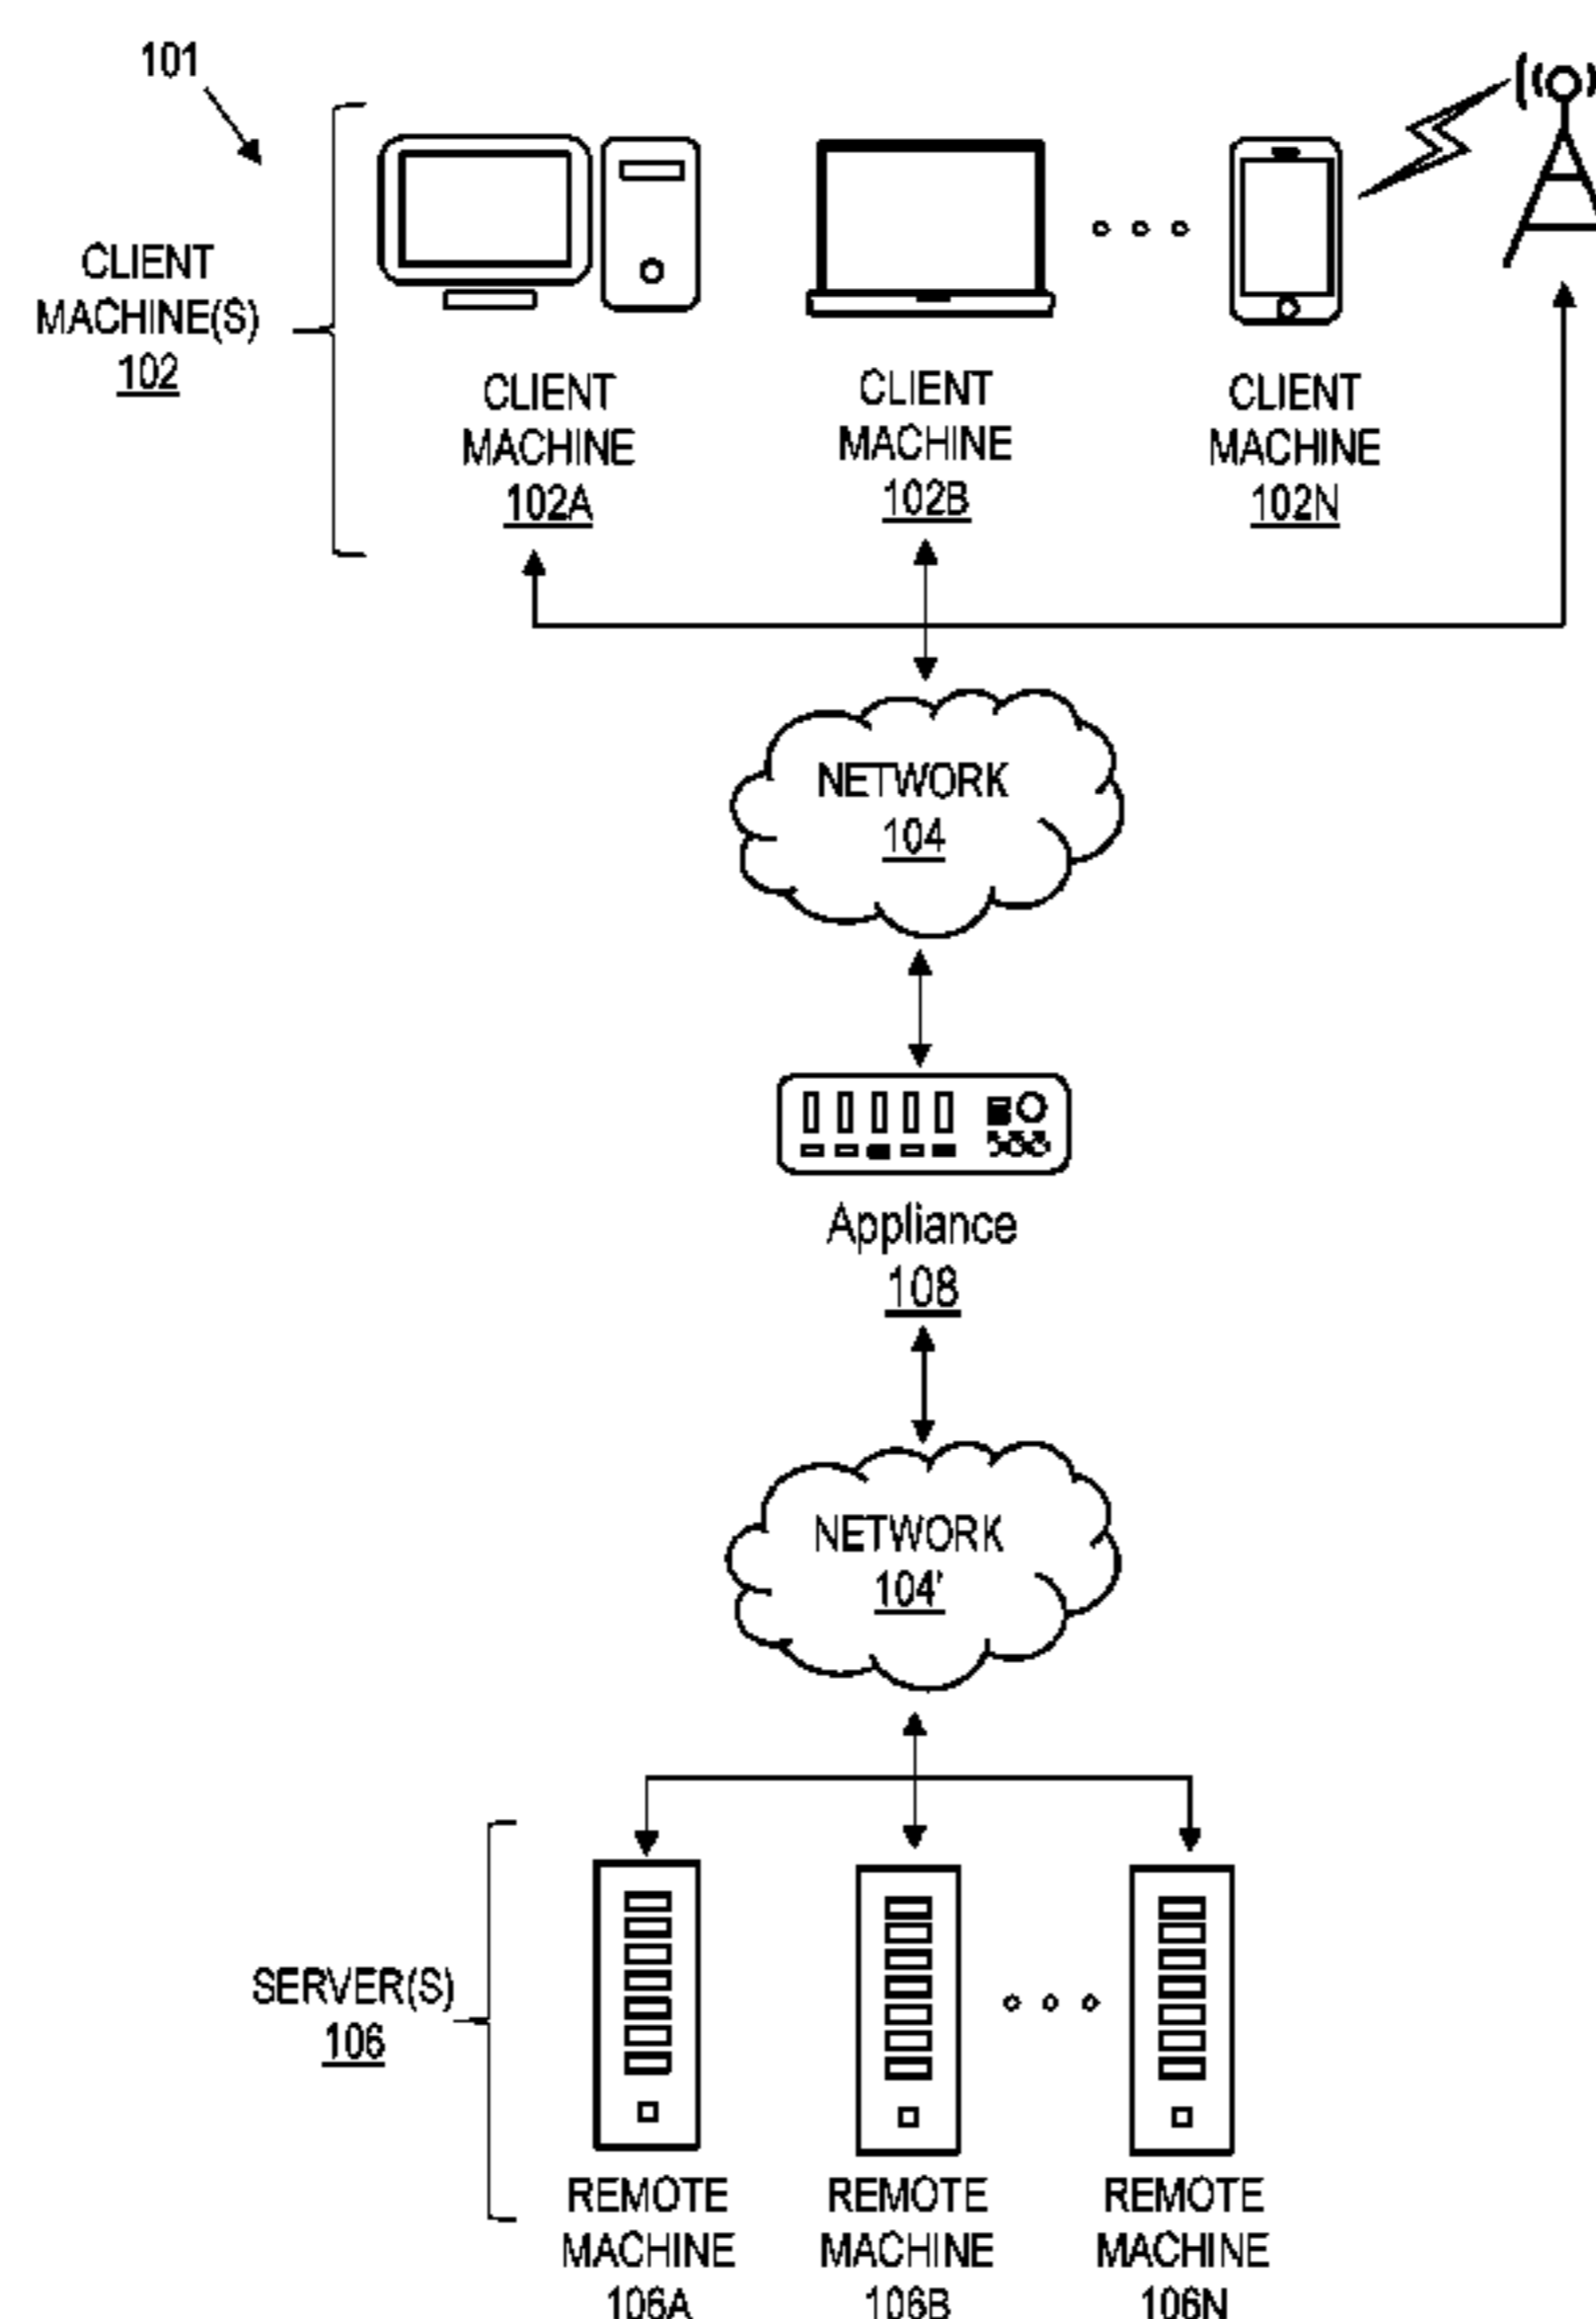 101
CLIENT
MACHINE(S)
102
CLIENT
MACHINE
102A
CLIENT
MACHINE
102B
CLIENT
MACHINE
102N
NETWORK
104
Appliance
108
NETWORK
104'
SERVER(S)
106
REMOTE
MACHINE
106A
REMOTE
MACHINE
106B
REMOTE
MACHINE
106N